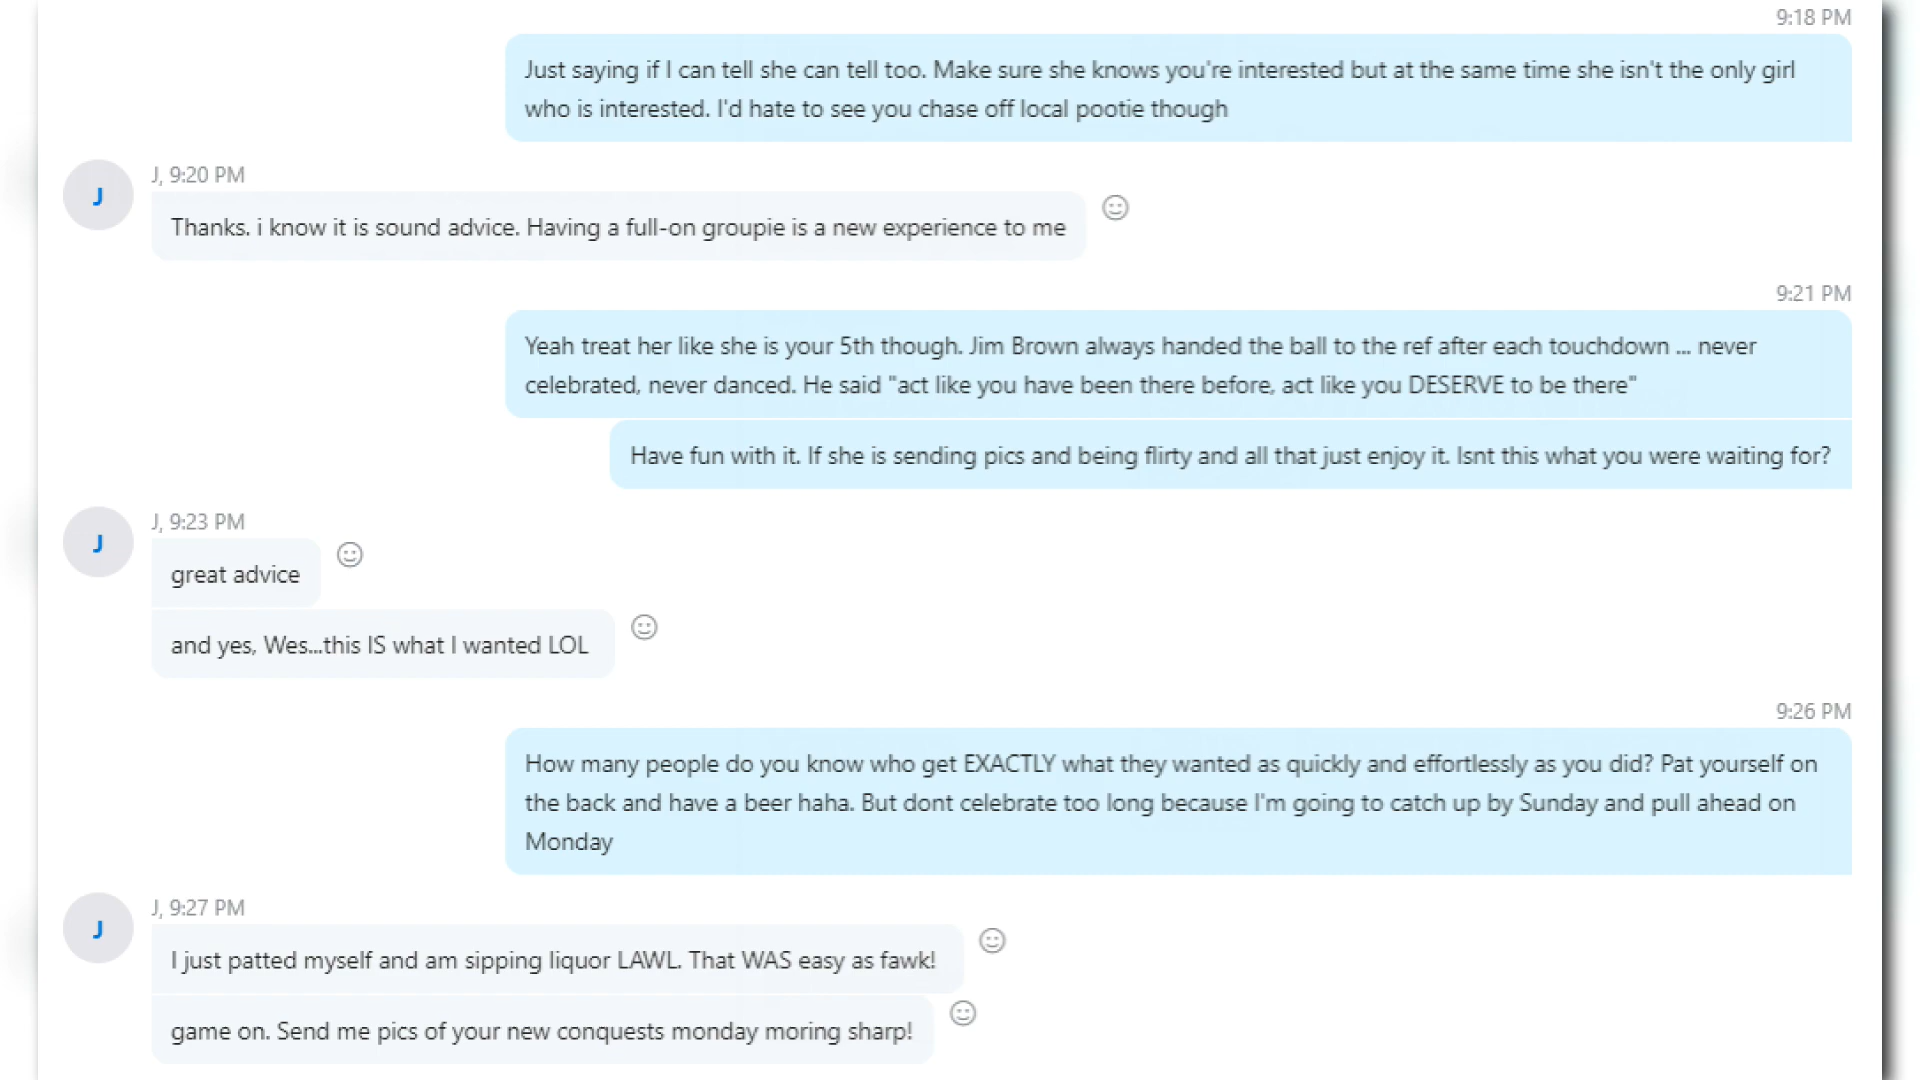 9:18 PM
Just saying if I can tell she can tell too. Make sure she knows you're interested but at the same time she isn't the only girl
who is interested. I'd hate to see you chase off local pootie though
J, 9:20 PM
J
Thanks. i know it is sound advice. Having a full-on groupie is a new experience to me
9:21 PM
Yeah treat her like she is your 5th though. Jim Brown always handed the ball to the ref after each touchdown ... never
celebrated, never danced. He said "act like you have been there before, act like you DESERVE to be there"
Have fun with it. If she is sending pics and being flirty and all that just enjoy it. Isnt this what you were waiting for?
J, 9:23 PM
J
great advice
and yes, Wes...this IS what I wanted LOL
9:26 PM
How many people do you know who get EXACTLY what they wanted as quickly and effortlessly as you did? Pat yourself on
the back and have a beer haha. But dont celebrate too long because I'm going to catch up by Sunday and pull ahead on
Monday
J, 9:27 PM
J
I just patted myself and am sipping liquor LAWL. That WAS easy as fawk!
game on. Send me pics of your new conquests monday moring sharp!